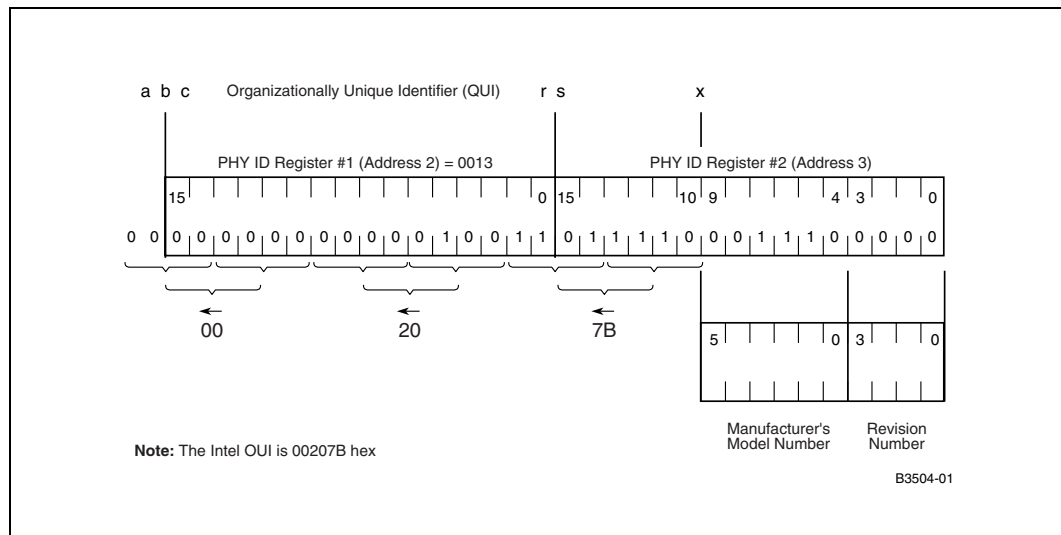 a b c Organizationally Unique Identifier (QUI) r s x
PHY ID Register #1 (Address 2) = 0013 PHY ID Register #2 (Address 3)
15 0 15 10 9 4 3 0
0 0 0 0 0 0 0 0 0 0 0 0 0 1 0 0 1 1 0 1 1 1 1 0 0 0 1 1 1 0 0 0 0 0
00 20 7B
5 0 3 0
Manufacturer's Model Number
Revision Number
Note: The Intel OUI is 00207B hex
B3504-01